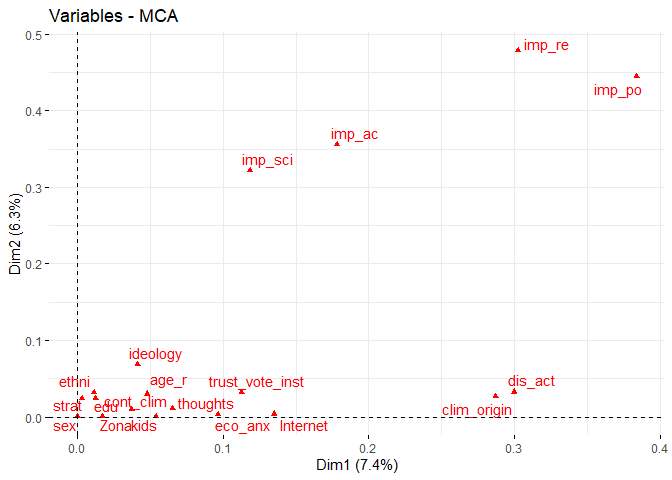 Variables - MCA
0.5
imp_re
imp_po
0.4
imp_ac
imp_sci
0.3
Dim2 (6.3%)
0.2
0.1
ideology
ethni
age_r
trust_vote_inst
dis_act
strat
edu
cont_clim
thoughts
clim_origin
0.0
sex
Zona
kids
eco_anx
Internet
0.0
0.1
0.2
0.3
0.4
Dim1 (7.4%)